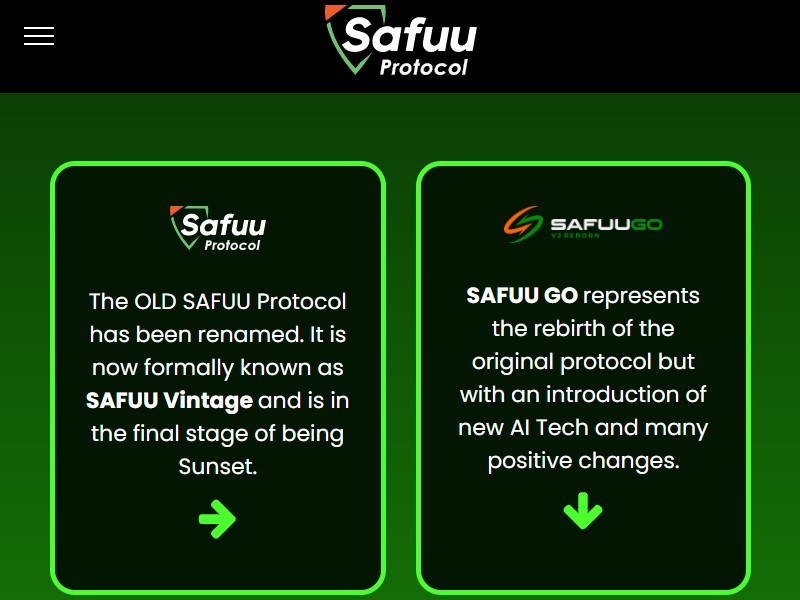 Safuu
Protocol
Safuu
Protocol
The OLD SAFUU Protocol
has been renamed. It is
now formally known as
SAFUU Vintage and is in
the final stage of being
Sunset.
SAFUUGO
V2 REBORN
SAFUU GO represents
the rebirth of the
original protocol but
with an introduction of
new AI Tech and many
positive changes.